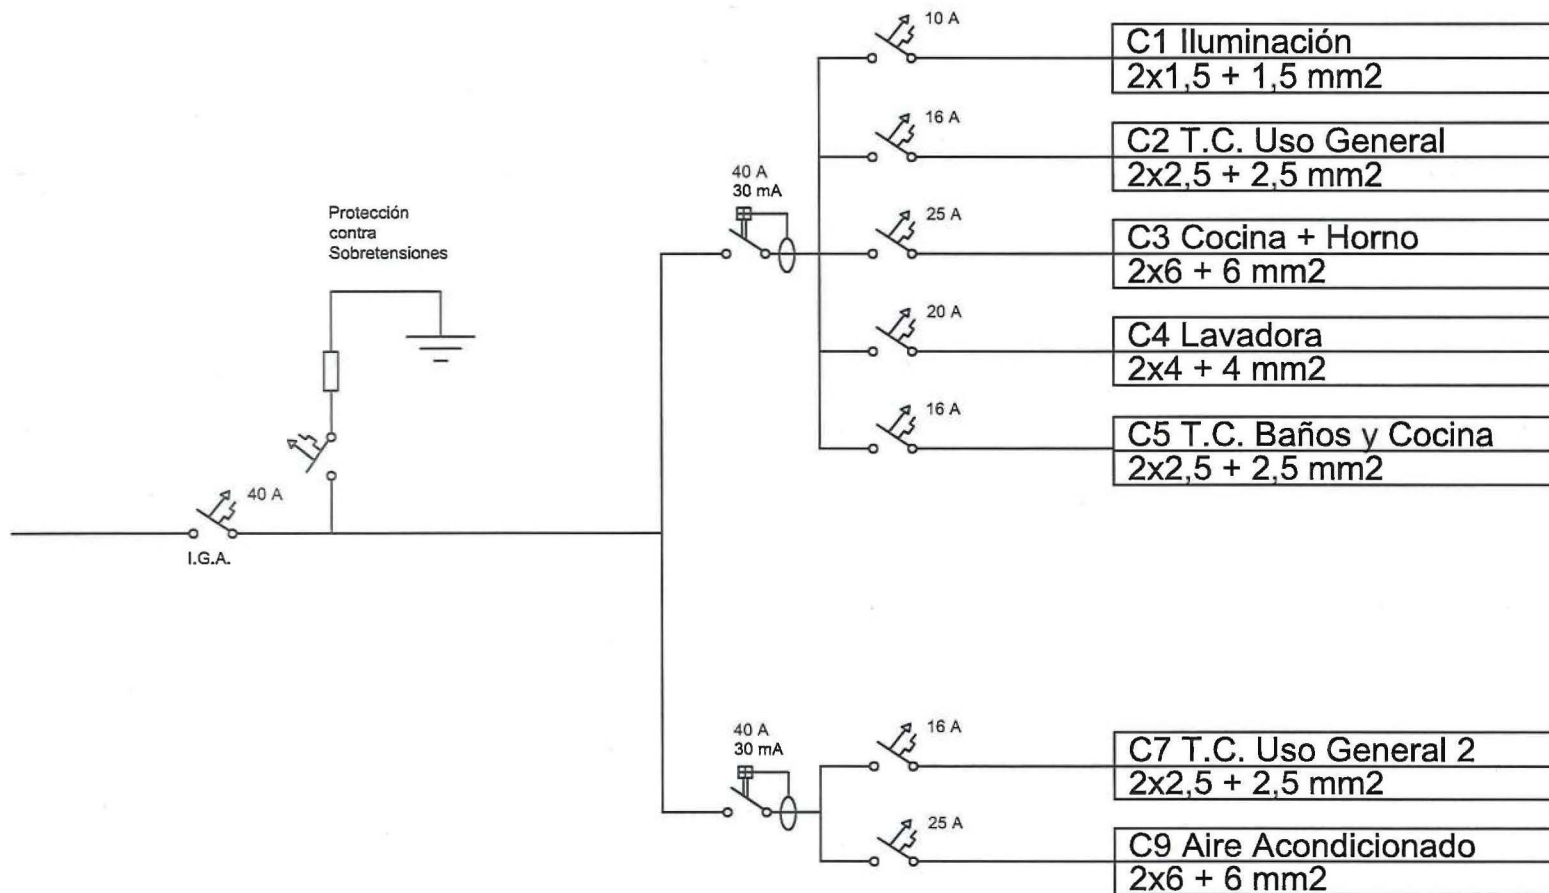 10 A
C1 Iluminación
2x1,5 + 1,5 mm2
16 A
C2 T.C. Uso General
2x2,5 + 2,5 mm2
40 A
30 mA
25 A
C3 Cocina + Horno
2x6 + 6 mm2
Protección
contra
Sobretensiones
20 A
C4 Lavadora
2x4 + 4 mm2
16 A
C5 T.C. Baños y Cocina
2x2,5 + 2,5 mm2
40 A
I.G.A.
40 A
30 mA
16 A
C7 T.C. Uso General 2
2x2,5 + 2,5 mm2
25 A
C9 Aire Acondicionado
2x6 + 6 mm2